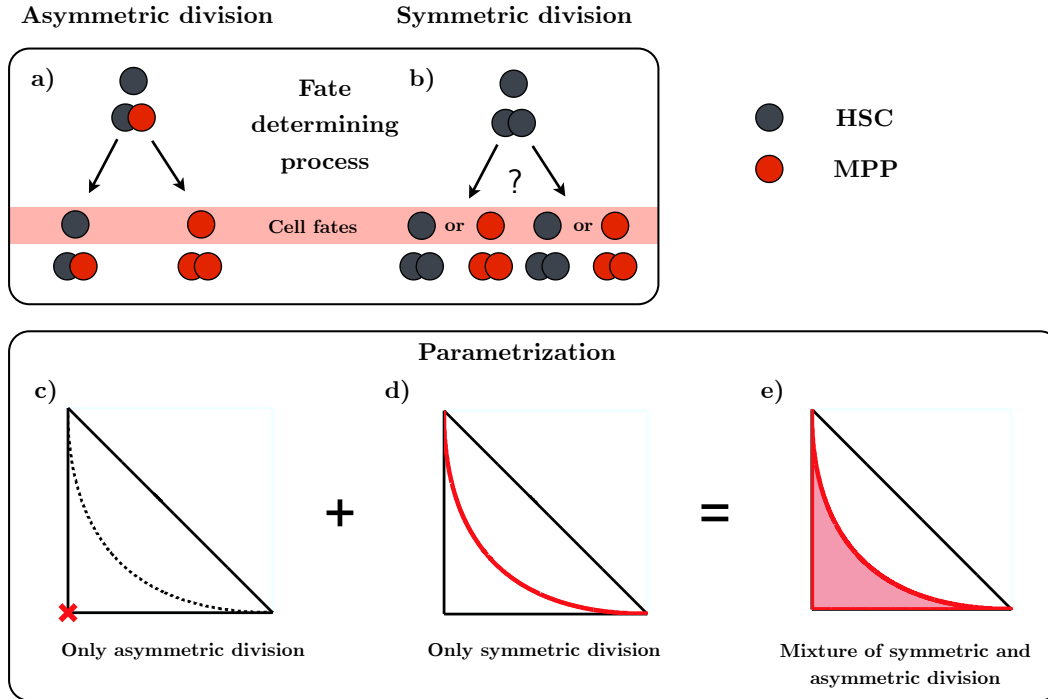 Asymmetric division
Symmetric division
a)
b)
Fate
determining
process
?
HSC
MPP
Cell fates
or
or
Parametrization
c)
d)
e)
+
=
Only asymmetric division
Only symmetric division
Mixture of symmetric and
asymmetric division